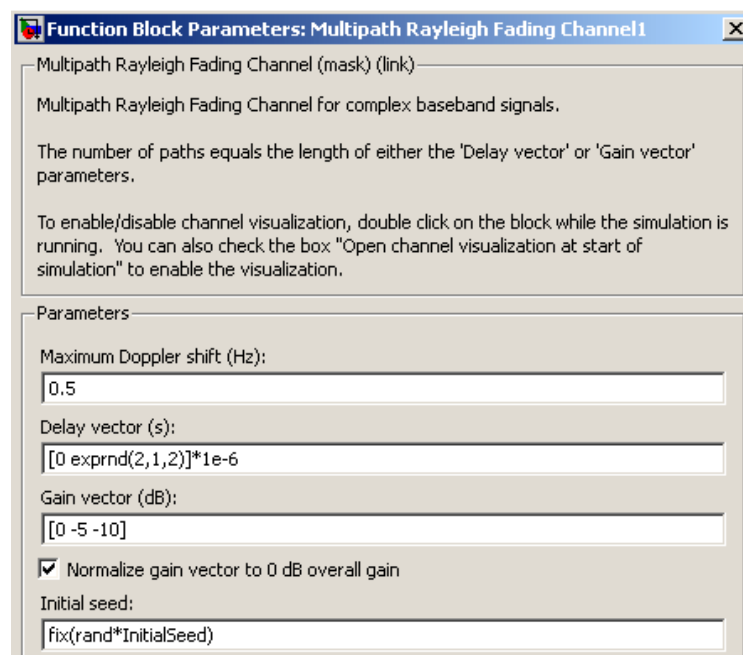 Function Block Parameters: Multipath Rayleigh Fading Channel1
Multipath Rayleigh Fading Channel (mask) (link)
Multipath Rayleigh Fading Channel for complex baseband signals.
The number of paths equals the length of either the 'Delay vector' or 'Gain vector'
parameters.
To enable/disable channel visualization, double click on the block while the simulation is
running. You can also check the box "Open channel visualization at start of
simulation" to enable the visualization.
Parameters
Maximum Doppler shift (Hz):
0.5
Delay vector (s):
[0 exprnd(2,1,2)]*1e-6
Gain vector (dB):
[0 -5 -10]
Normalize gain vector to 0 dB overall gain
Initial seed:
fix(rand*InitialSeed)